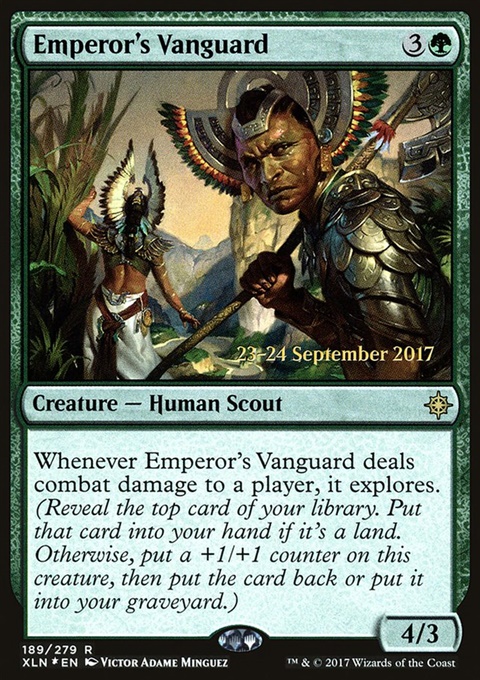 Emperor's Vanguard 3
23-24 September 2017
Creature — Human Scout
Whenever Emperor's Vanguard deals
combat damage to a player, it explores.
(Reveal the top card of your library. Put
that card into your hand if it's a land.
Otherwise, put a +1/+1 counter on this
creature, then put the card back or put it
into your graveyard.)
4/3
189/279 R
XLN ★ EN Victor Adame Minguez
™ & © 2017 Wizards of the Coast